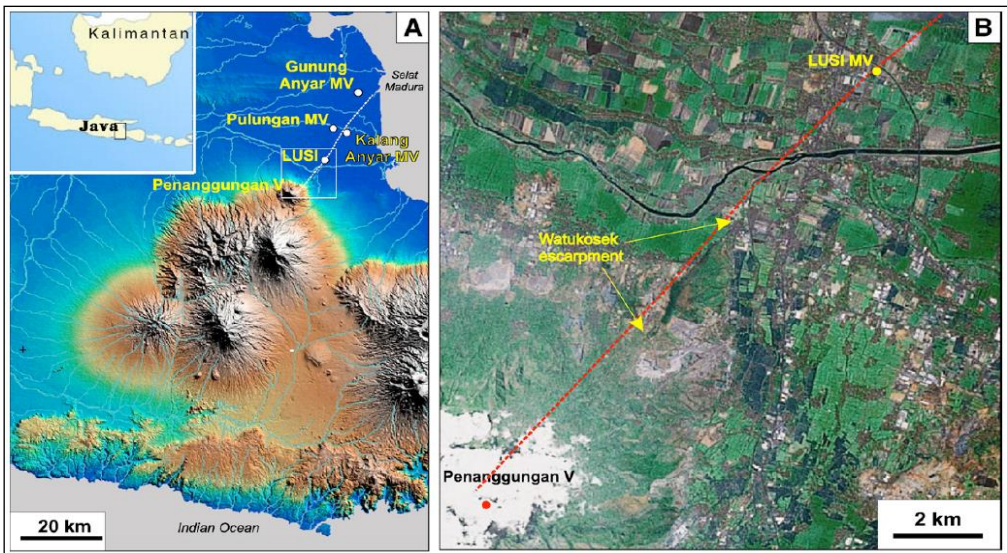 Kalimantan
Java
A
Gunung
Anyar MV
Selat
Madura
Pulungan MV
Kalang
Anyar MV
LUSI
Penanggungan V
20 km
Indian Ocean
B
LUSI MV
Watukosek
escarpment
Penanggungan V
2 km